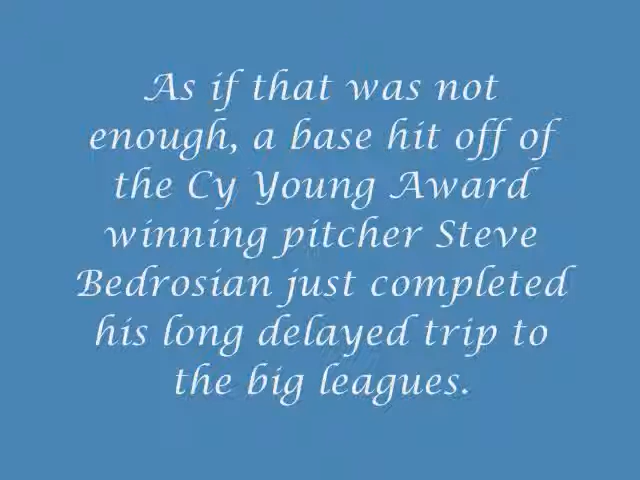 As if that was not
enough, a base hit off of
the Cy Young Award
winning pitcher Steve
Bedrosian just completed
his long delayed trip to
the big leagues.